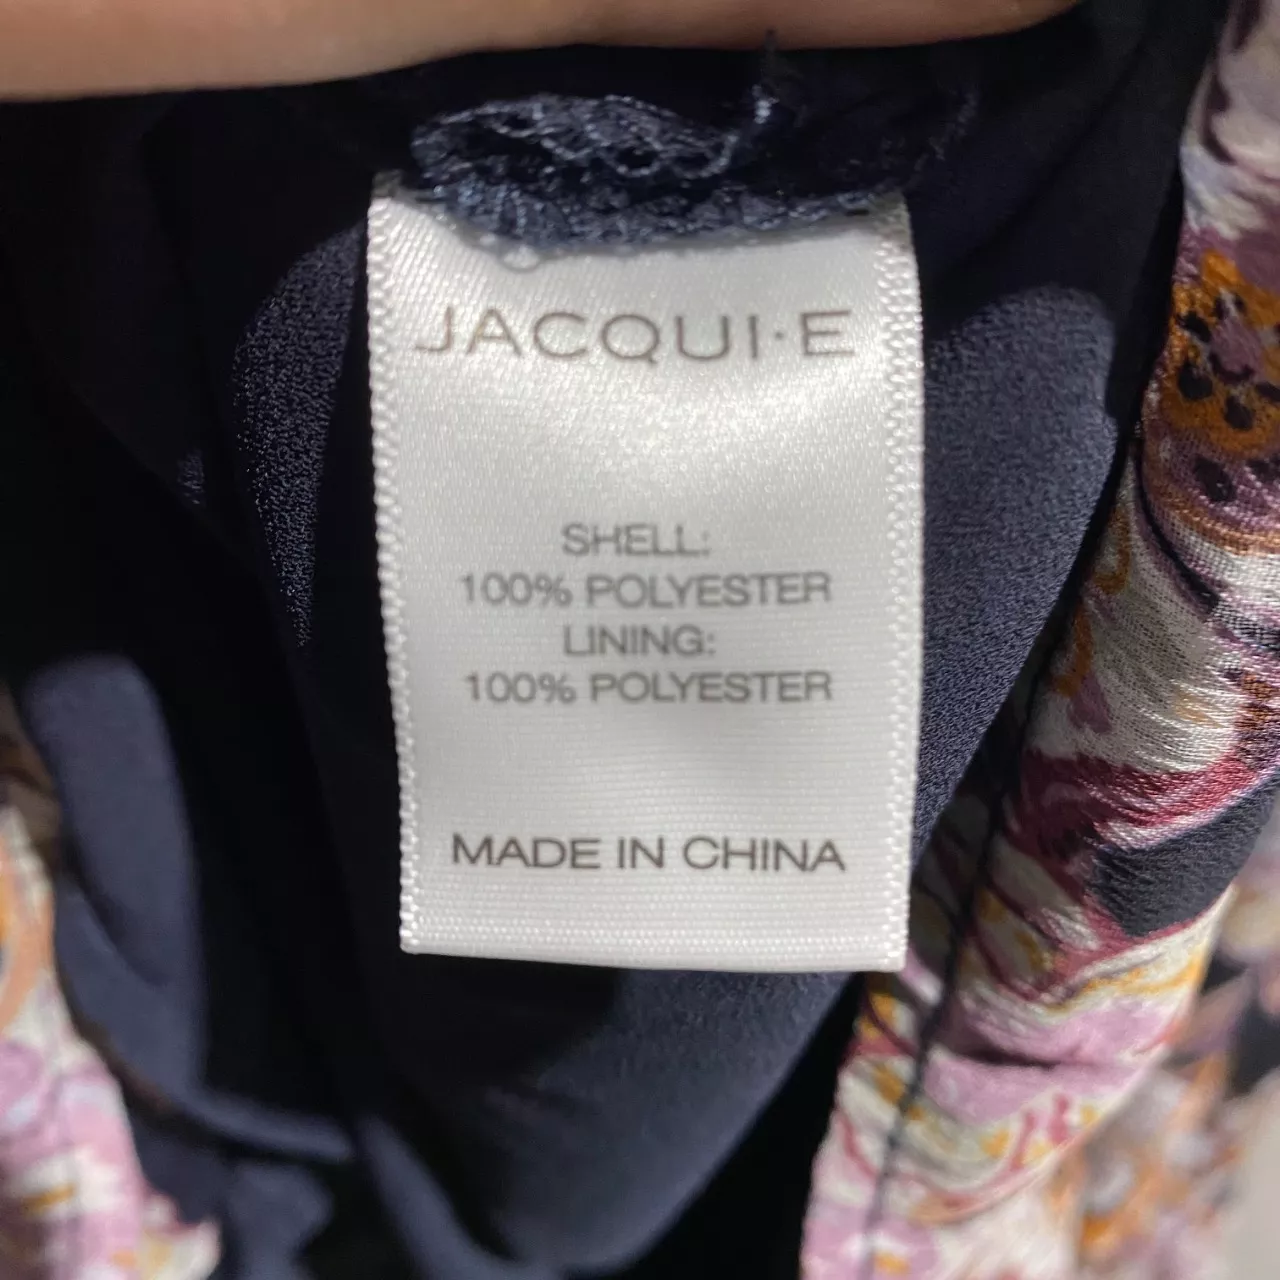 JACQUI·E
SHELL:
100% POLYESTER
LINING:
100% POLYESTER
MADE IN CHINA